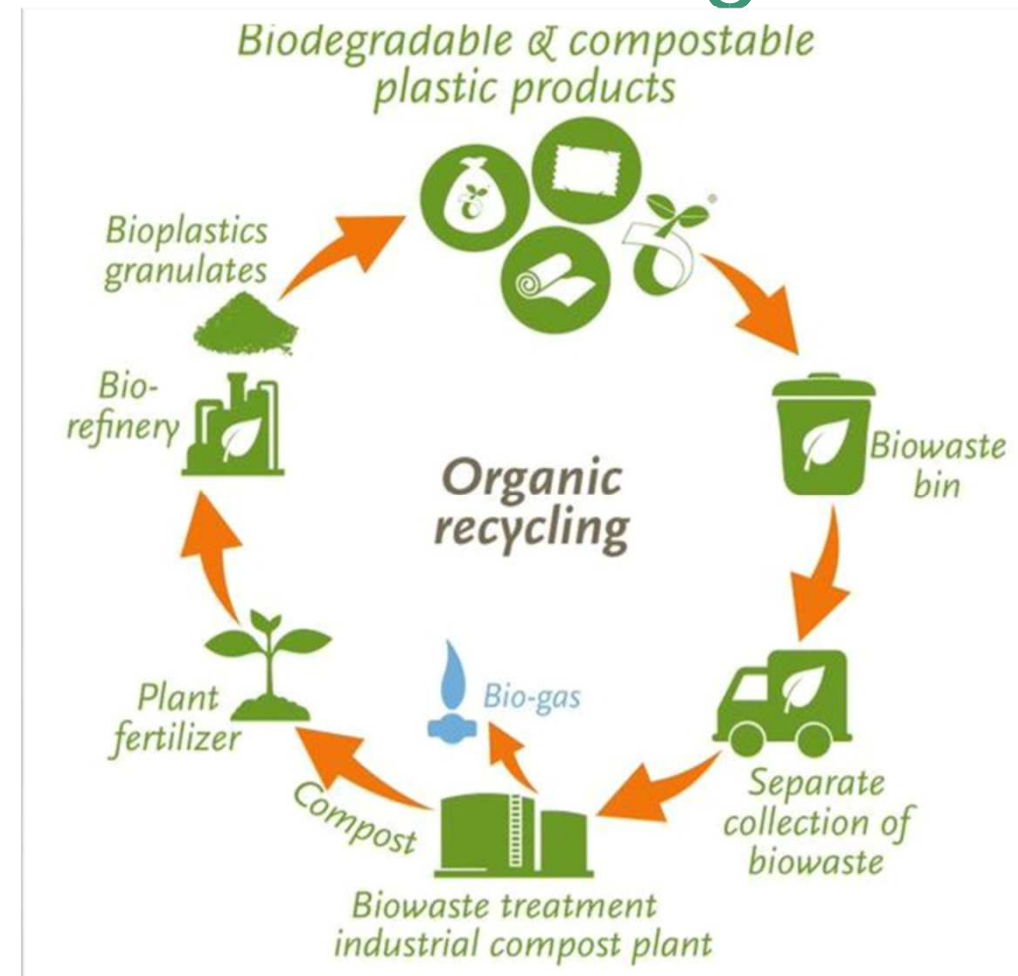 Biodegradable & compostable
plastic products
Bioplastics
granulates
Bio-
refinery
Biowaste
bin
Organic
recycling
Plant
fertilizer
Bio-gas
Compost
Separate
collection of
biowaste
Biowaste treatment
industrial compost plant